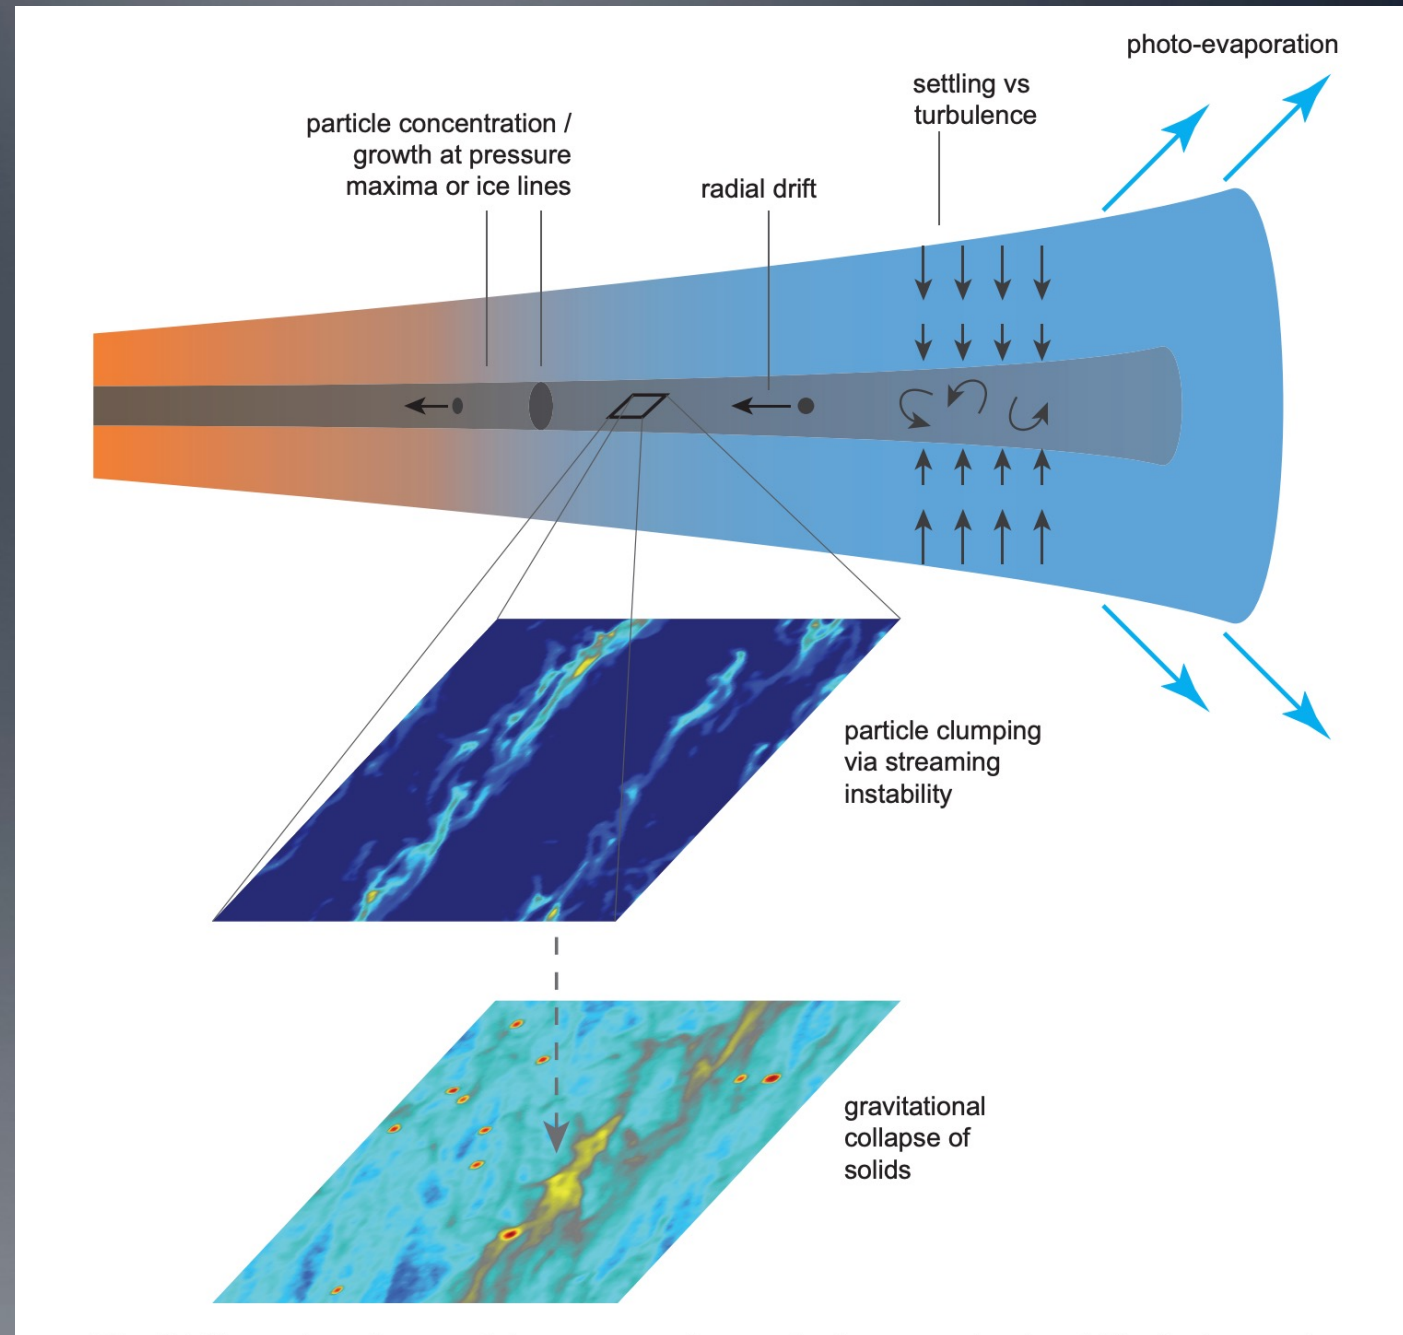 photo-evaporation
settling vs
turbulence
particle concentration /
growth at pressure
maxima or ice lines
radial drift
particle clumping
via streaming
instability
gravitational
collapse of
solids